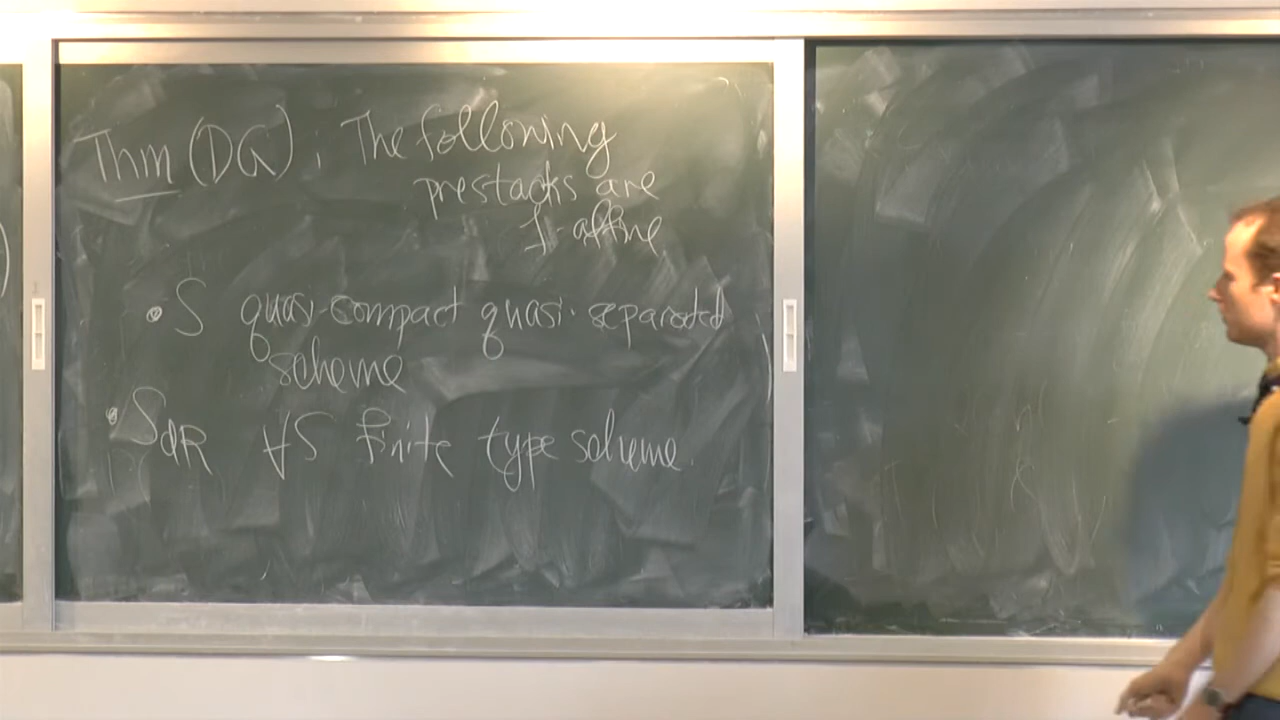 Thm (DG). The following
prestacks are
1-affine
• S quasi-compact quasi-separated
scheme
• S_dR ∀S finite type scheme.